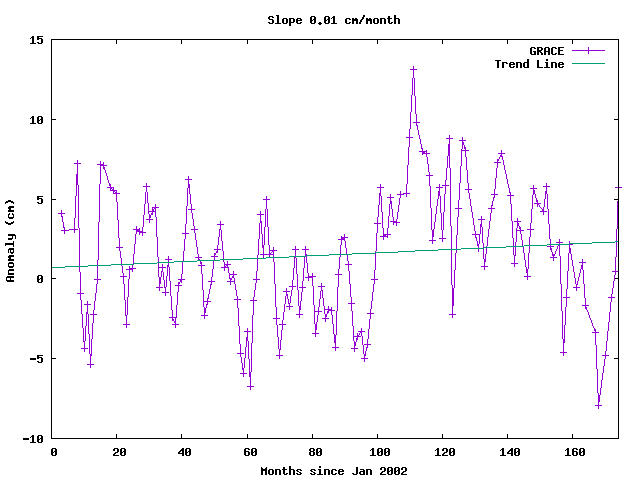 Slope 0.01 cm/month
GRACE
Trend Line
15
10
5
0
-5
-10
Anomaly (cm)
0 20 40 60 80 100 120 140 160
Months since Jan 2002